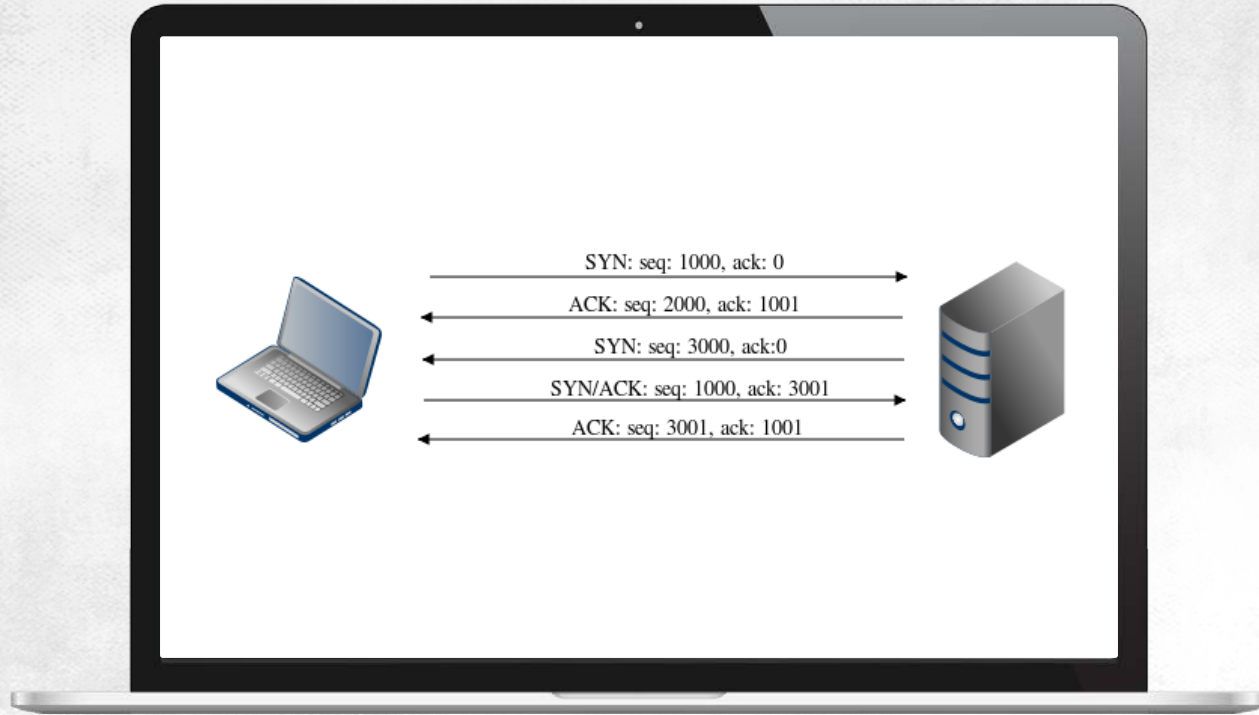 SYN: seq: 1000, ack: 0
ACK: seq: 2000, ack: 1001
SYN: seq: 3000, ack:0
SYN/ACK: seq: 1000, ack: 3001
ACK: seq: 3001, ack: 1001